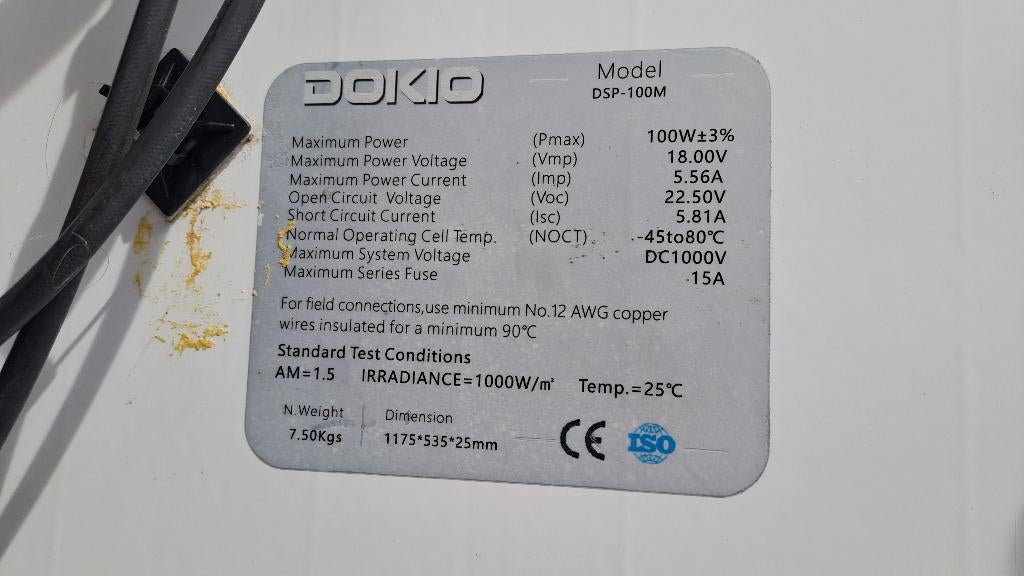 DOKIO
Model
DSP-100M
Maximum Power (Pmax) 100W±3%
Maximum Power Voltage (Vmp) 18.00V
Maximum Power Current (Imp) 5.56A
Open Circuit Voltage (Voc) 22.50V
Short Circuit Current (Isc) 5.81A
Normal Operating Cell Temp. (NOCT) -45to80℃
Maximum System Voltage DC1000V
Maximum Series Fuse 15A
For field connections,use minimum No.12 AWG copper
wires insulated for a minimum 90℃
Standard Test Conditions
AM=1.5 IRRADIANCE=1000W/㎡ Temp.=25℃
N.Weight Dimension
7.50Kgs 1175*535*25mm
CE ISO